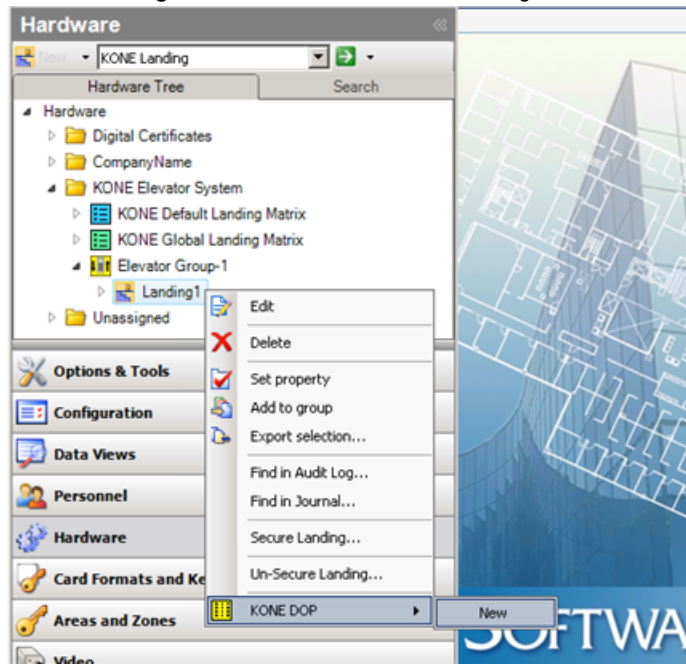 Hardware
New
KONE Landing
Hardware Tree
Search
Hardware
Digital Certificates
CompanyName
KONE Elevator System
KONE Default Landing Matrix
KONE Global Landing Matrix
Elevator Group-1
Landing1
Unassigned
Edit
Delete
Set property
Add to group
Export selection...
Find in Audit Log...
Find in Journal...
Secure Landing...
Un-Secure Landing...
KONE DOP
New
Options & Tools
Configuration
Data Views
Personnel
Hardware
Card Formats and Ke
Areas and Zones
Video
SOFTWA